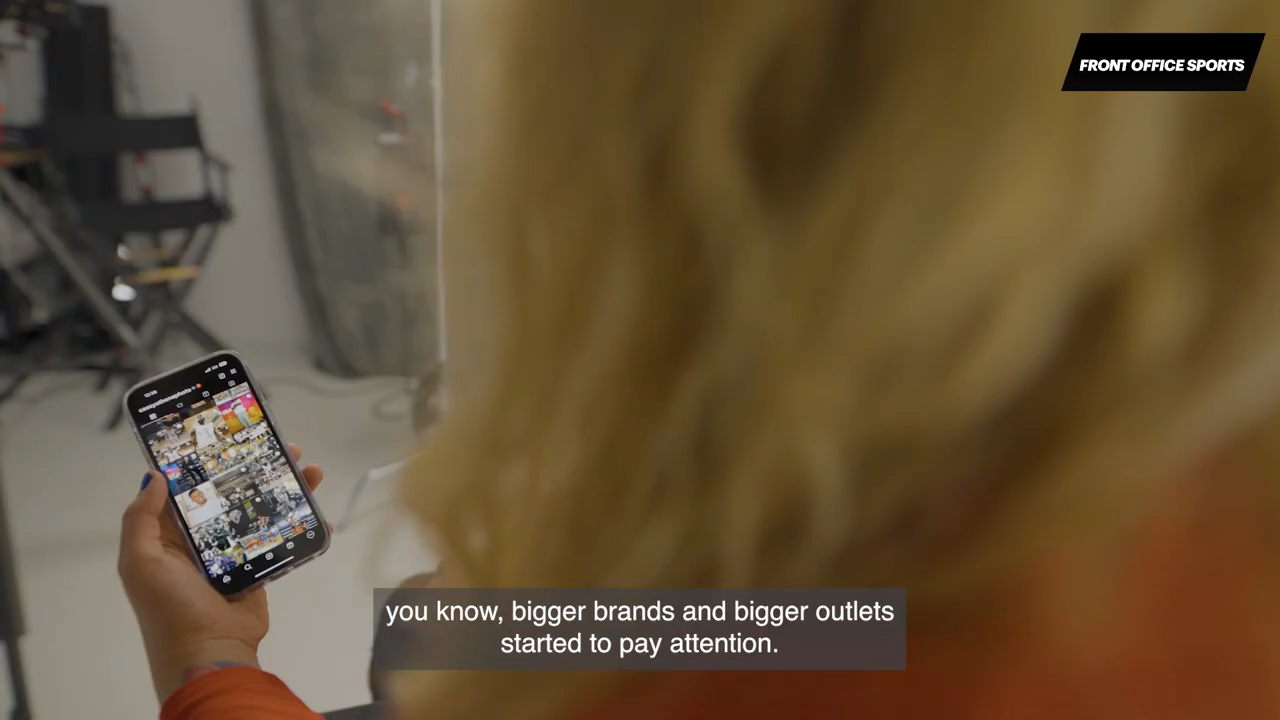 FRONT OFFICE SPORTS
you know, bigger brands and bigger outlets
started to pay attention.